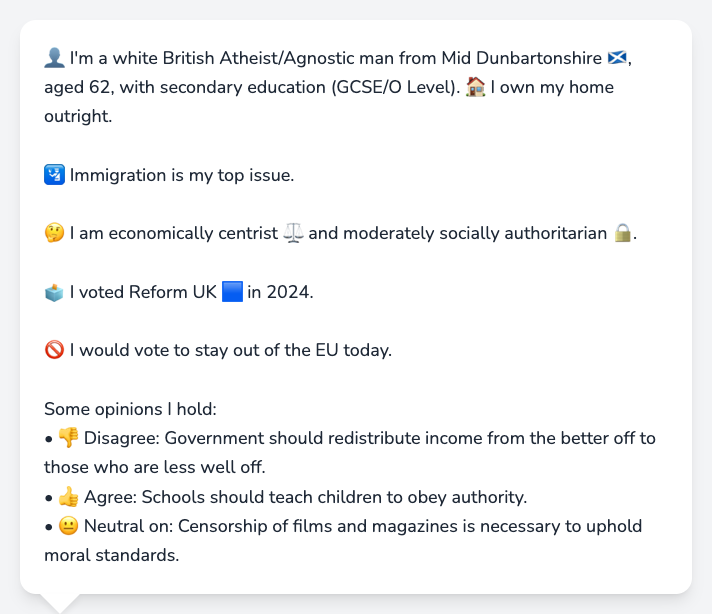 👤 I'm a white British Atheist/Agnostic man from Mid Dunbartonshire 🏴󠁧󠁢󠁳󠁣󠁴󠁿,
aged 62, with secondary education (GCSE/O Level). 🏠 I own my home
outright.
🛂 Immigration is my top issue.
🤔 I am economically centrist ⚖️ and moderately socially authoritarian 🔒.
🗳️ I voted Reform UK 🟦 in 2024.
🚫 I would vote to stay out of the EU today.
Some opinions I hold:
• 👎 Disagree: Government should redistribute income from the better off to
those who are less well off.
• 👍 Agree: Schools should teach children to obey authority.
• 😐 Neutral on: Censorship of films and magazines is necessary to uphold
moral standards.